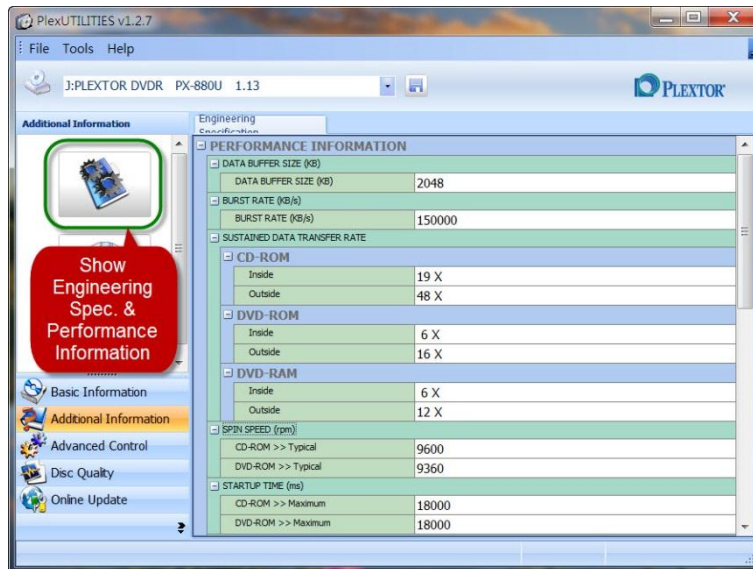 PlexUTILITIES v1.2.7
File Tools Help
J:PLEXTOR DVDR PX-880U 1.13
PLEXTOR
Additional Information
Engineering
Specification
PERFORMANCE INFORMATION
DATA BUFFER SIZE (KB)
DATA BUFFER SIZE (KB) 2048
BURST RATE (KB/s)
BURST RATE (KB/s) 150000
SUSTAINED DATA TRANSFER RATE
CD-ROM
Inside 19 X
Outside 48 X
DVD-ROM
Inside 6 X
Outside 16 X
DVD-RAM
Inside 6 X
Outside 12 X
SPIN SPEED (rpm)
CD-ROM >> Typical 9600
DVD-ROM >> Typical 9360
STARTUP TIME (ms)
CD-ROM >> Maximum 18000
DVD-ROM >> Maximum 18000
Show
Engineering
Spec. &
Performance
Information
Basic Information
Additional Information
Advanced Control
Disc Quality
Online Update